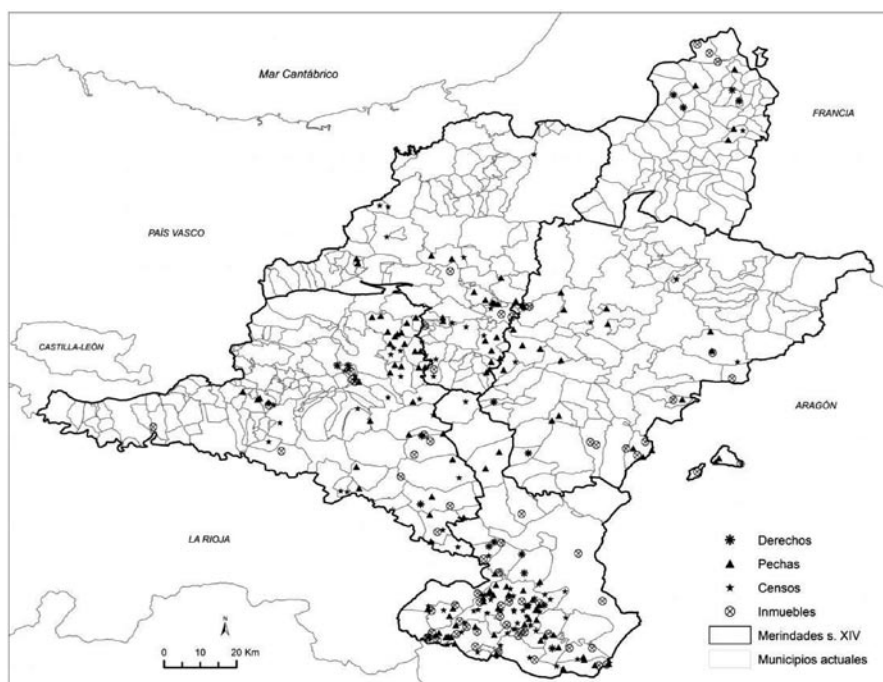 Mar Cantábrico
FRANCIA
PAÍS VASCO
CASTILLA-LEÓN
ARAGÓN
LA RIOJA
Derechos
Pechas
Censos
Inmuebles
Merindades s. XIV
Municipios actuales
N
0 10 20 Km